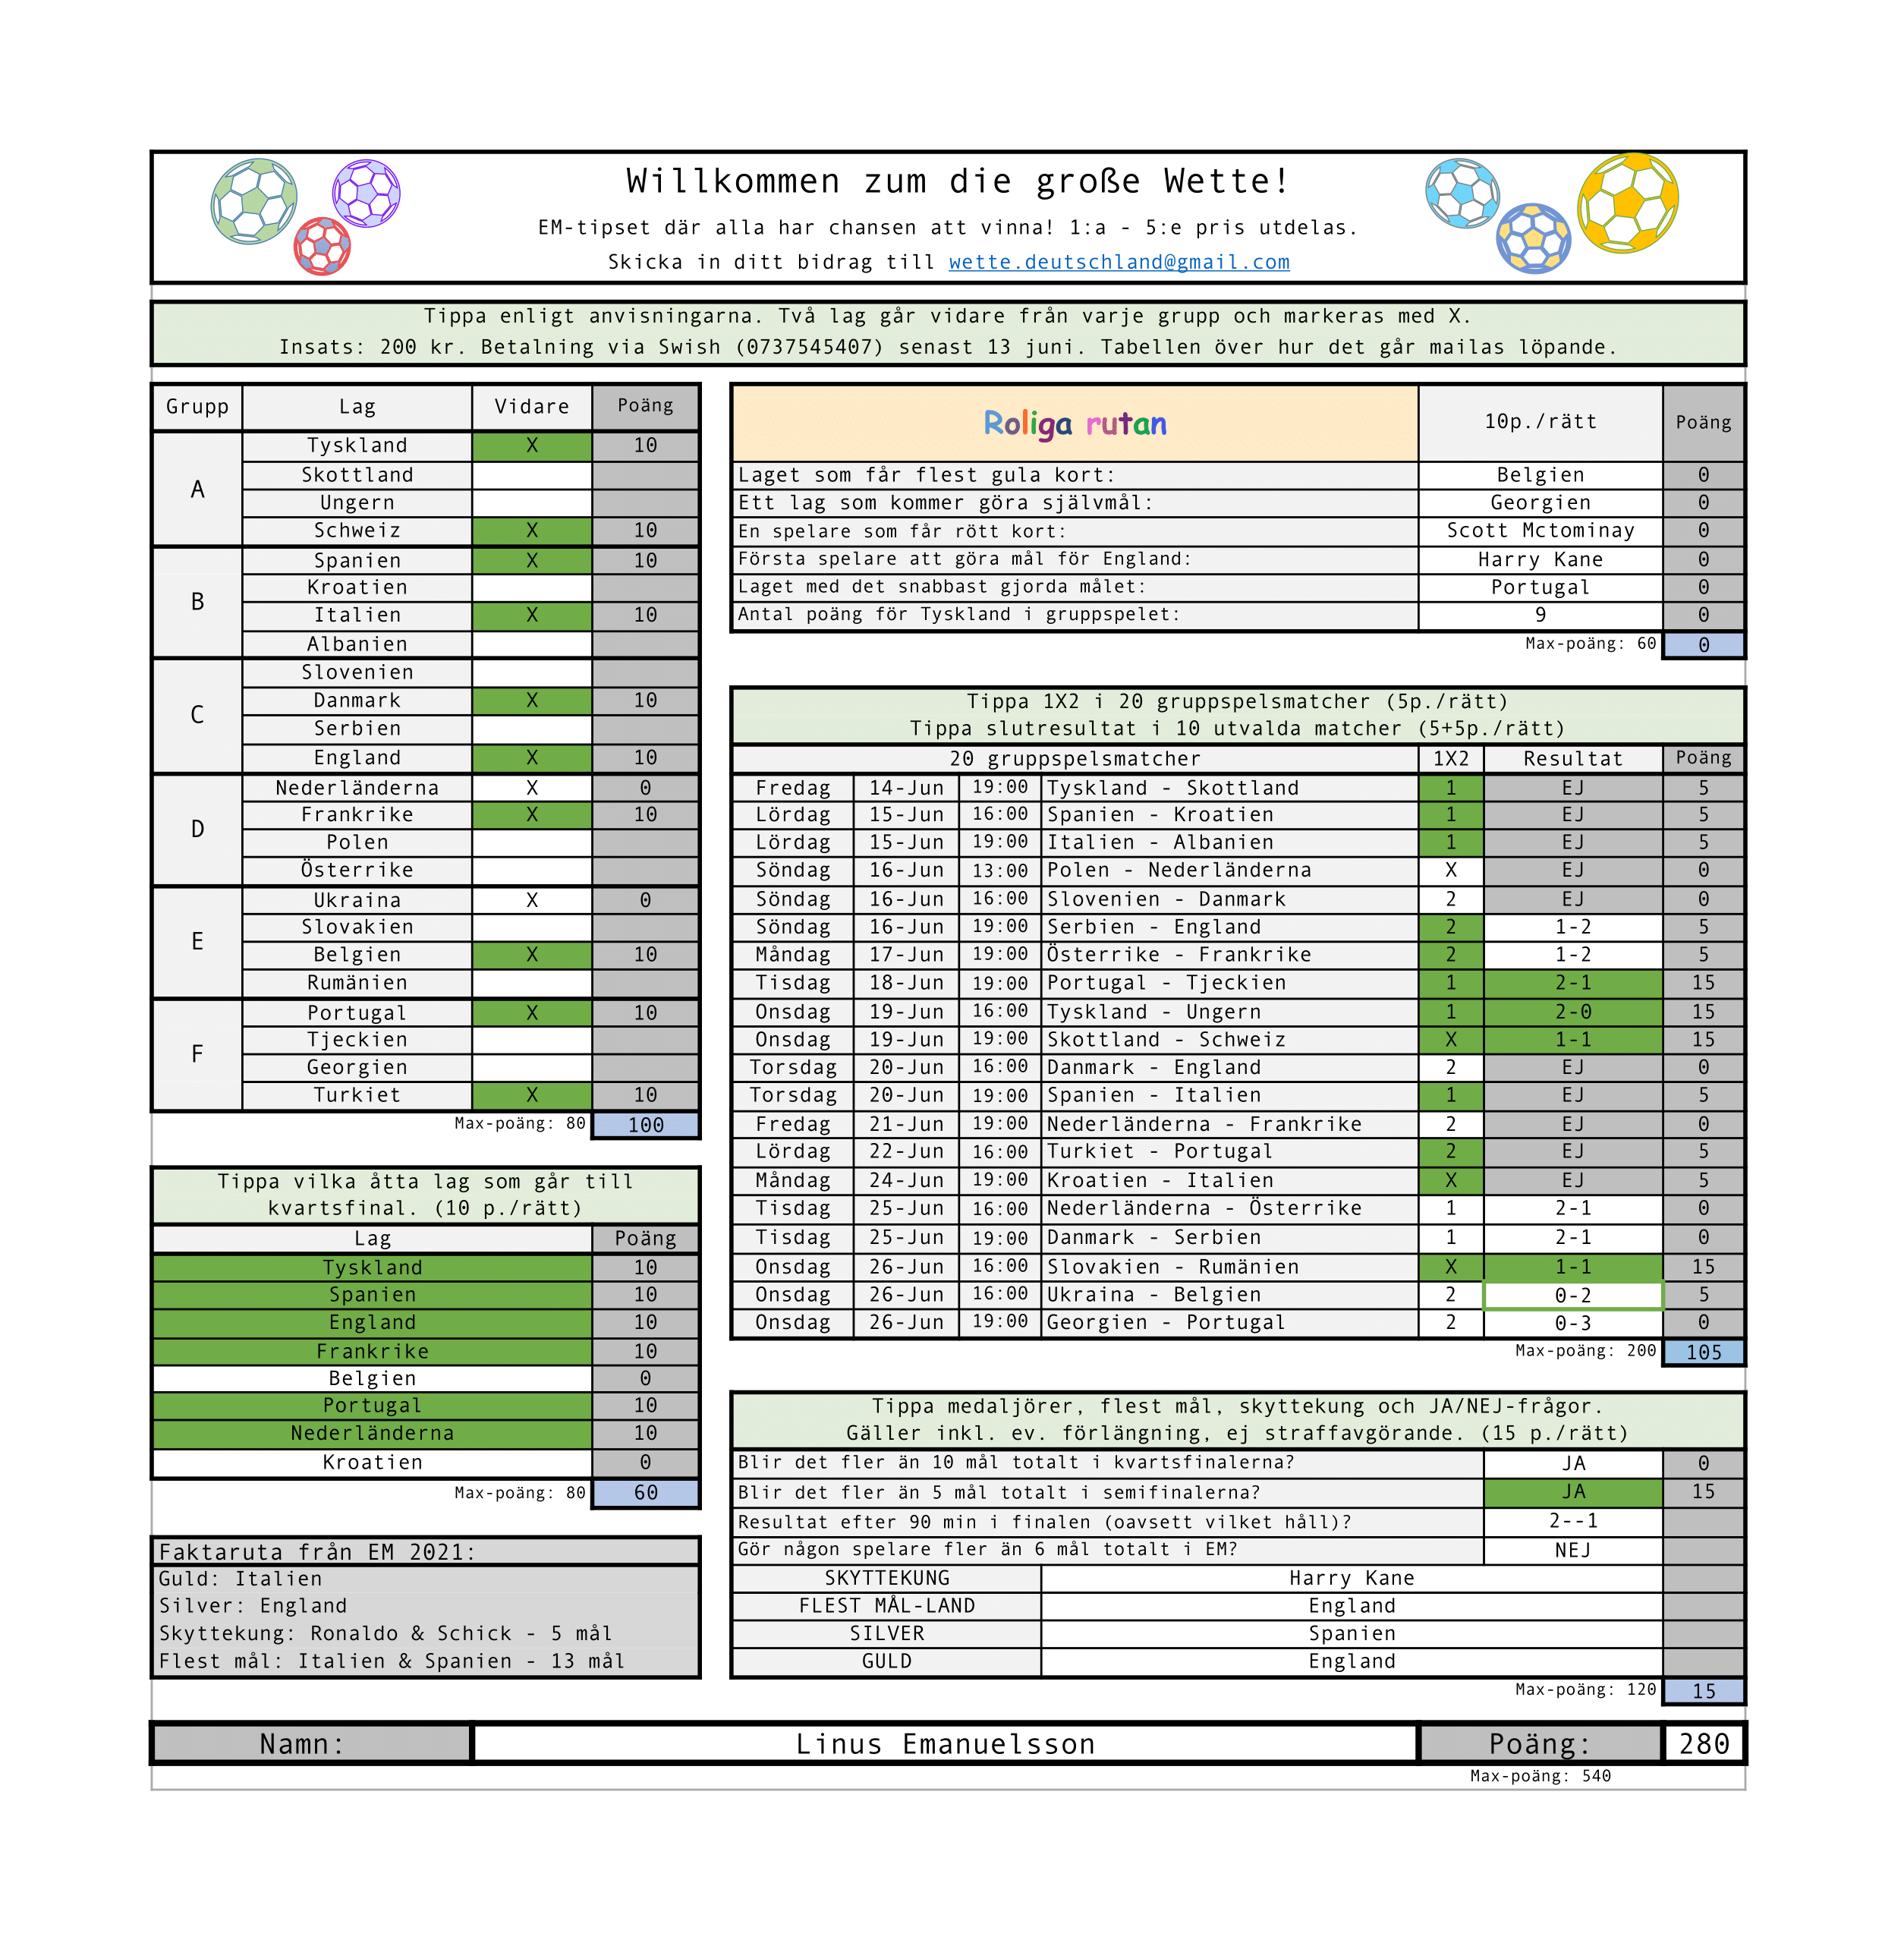 Willkommen zum die große Wette!
EM-tipset där alla har chansen att vinna! 1:a - 5:e pris utdelas.
Skicka in ditt bidrag till wette.deutschland@gmail.com
Tippa enligt anvisningarna. Två lag går vidare från varje grupp och markeras med X.
Insats: 200 kr. Betalning via Swish (0737545407) senast 13 juni. Tabellen över hur det går mailas löpande.
Grupp Lag Vidare Poäng
A
Tyskland X 10
Skottland
Ungern
Schweiz X 10
B
Spanien X 10
Kroatien
Italien X 10
Albanien
C
Slovenien
Danmark X 10
Serbien
England X 10
D
Nederländerna X 0
Frankrike X 10
Polen
Österrike
E
Ukraina X 0
Slovakien
Belgien X 10
Rumänien
F
Portugal X 10
Tjeckien
Georgien
Turkiet X 10
Max-poäng: 80 100
Tippa vilka åtta lag som går till
kvartsfinal. (10 p./rätt)
Lag Poäng
Tyskland 10
Spanien 10
England 10
Frankrike 10
Belgien 0
Portugal 10
Nederländerna 10
Kroatien 0
Max-poäng: 80 60
Faktaruta från EM 2021:
Guld: Italien
Silver: England
Skyttekung: Ronaldo & Schick - 5 mål
Flest mål: Italien & Spanien - 13 mål
Roliga rutan 10p./rätt Poäng
Laget som får flest gula kort: Belgien 0
Ett lag som kommer göra självmål: Georgien 0
En spelare som får rött kort: Scott Mctominay 0
Första spelare att göra mål för England: Harry Kane 0
Laget med det snabbast gjorda målet: Portugal 0
Antal poäng för Tyskland i gruppspelet: 9 0
Max-poäng: 60 0
Tippa 1X2 i 20 gruppspelsmatcher (5p./rätt)
Tippa slutresultat i 10 utvalda matcher (5+5p./rätt)
20 gruppspelsmatcher 1X2 Resultat Poäng
Fredag 14-Jun 19:00 Tyskland - Skottland 1 EJ 5
Lördag 15-Jun 16:00 Spanien - Kroatien 1 EJ 5
Lördag 15-Jun 19:00 Italien - Albanien 1 EJ 5
Söndag 16-Jun 13:00 Polen - Nederländerna X EJ 0
Söndag 16-Jun 16:00 Slovenien - Danmark 2 EJ 0
Söndag 16-Jun 19:00 Serbien - England 2 1-2 5
Måndag 17-Jun 19:00 Österrike - Frankrike 2 1-2 5
Tisdag 18-Jun 19:00 Portugal - Tjeckien 1 2-1 15
Onsdag 19-Jun 16:00 Tyskland - Ungern 1 2-0 15
Onsdag 19-Jun 19:00 Skottland - Schweiz X 1-1 15
Torsdag 20-Jun 16:00 Danmark - England 2 EJ 0
Torsdag 20-Jun 19:00 Spanien - Italien 1 EJ 5
Fredag 21-Jun 19:00 Nederländerna - Frankrike 2 EJ 0
Lördag 22-Jun 16:00 Turkiet - Portugal 2 EJ 5
Måndag 24-Jun 19:00 Kroatien - Italien X EJ 5
Tisdag 25-Jun 16:00 Nederländerna - Österrike 1 2-1 0
Tisdag 25-Jun 19:00 Danmark - Serbien 1 2-1 0
Onsdag 26-Jun 16:00 Slovakien - Rumänien X 1-1 15
Onsdag 26-Jun 16:00 Ukraina - Belgien 2 0-2 5
Onsdag 26-Jun 19:00 Georgien - Portugal 2 0-3 0
Max-poäng: 200 105
Tippa medaljörer, flest mål, skyttekung och JA/NEJ-frågor.
Gäller inkl. ev. förlängning, ej straffavgörande. (15 p./rätt)
Blir det fler än 10 mål totalt i kvartsfinalerna? JA 0
Blir det fler än 5 mål totalt i semifinalerna? JA 15
Resultat efter 90 min i finalen (oavsett vilket håll)? 2--1
Gör någon spelare fler än 6 mål totalt i EM? NEJ
SKYTTEKUNG Harry Kane
FLEST MÅL-LAND England
SILVER Spanien
GULD England
Max-poäng: 120 15
Namn: Linus Emanuelsson Poäng: 280
Max-poäng: 540